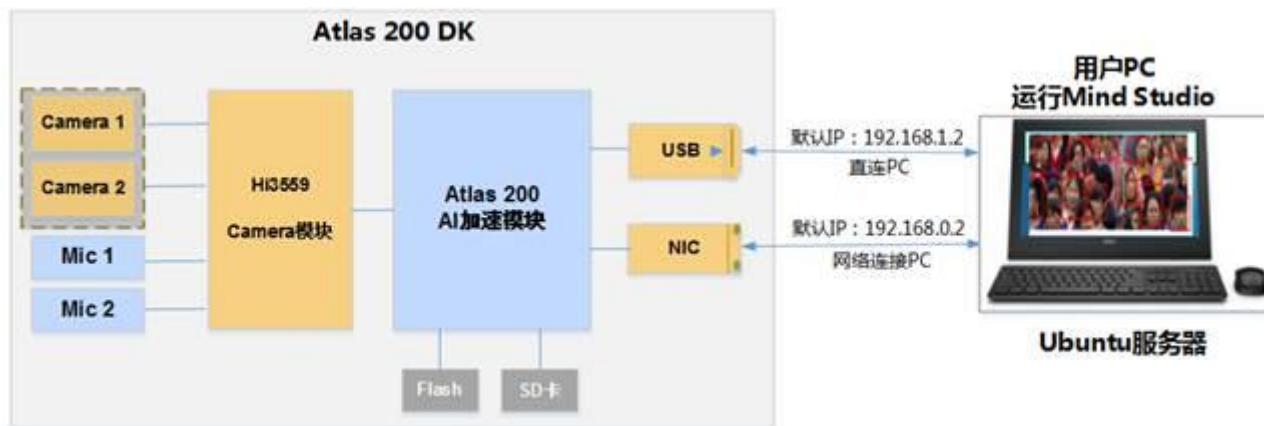 Atlas 200 DK
Camera 1
Camera 2
Mic 1
Mic 2
Hi3559
Camera模块
Atlas 200
AI加速模块
Flash
SD卡
USB
NIC
默认IP：192.168.1.2
直连PC
默认IP：192.168.0.2
网络连接PC
用户PC
运行Mind Studio
Ubuntu服务器